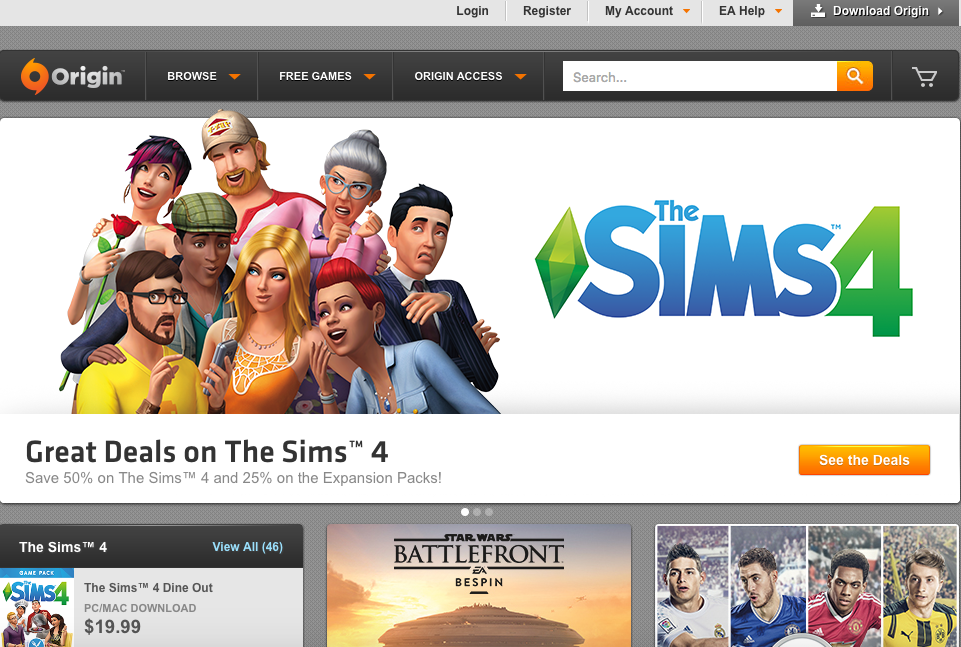 Login
Register
My Account
EA Help
Download Origin
Origin™
BROWSE
FREE GAMES
ORIGIN ACCESS
Search...
The
SIMS™ 4
Great Deals on The Sims™ 4
Save 50% on The Sims™ 4 and 25% on the Expansion Packs!
See the Deals
The Sims™ 4
View All (46)
GAME PACK
The
SIMS 4
The Sims™ 4 Dine Out
PC/MAC DOWNLOAD
$19.99
STAR WARS
BATTLEFRONT
EA
BESPIN